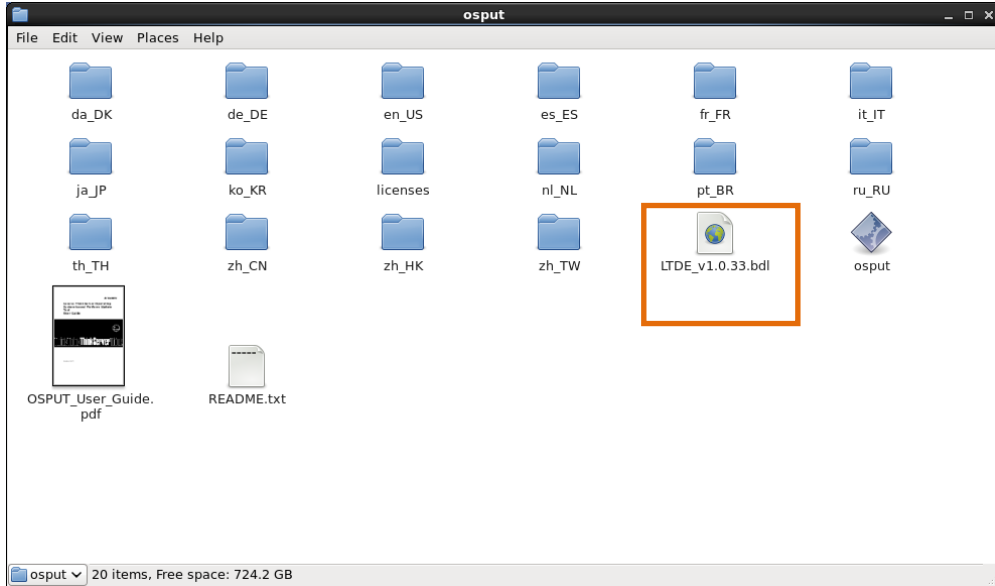 osput
File Edit View Places Help
da_DK de_DE en_US es_ES fr_FR it_IT
ja_JP ko_KR licenses nl_NL pt_BR ru_RU
th_TH zh_CN zh_HK zh_TW LTDE_v1.0.33.bdl osput
ThinkServer
OSPUT_User_Guide.
pdf
README.txt
osput 20 items, Free space: 724.2 GB